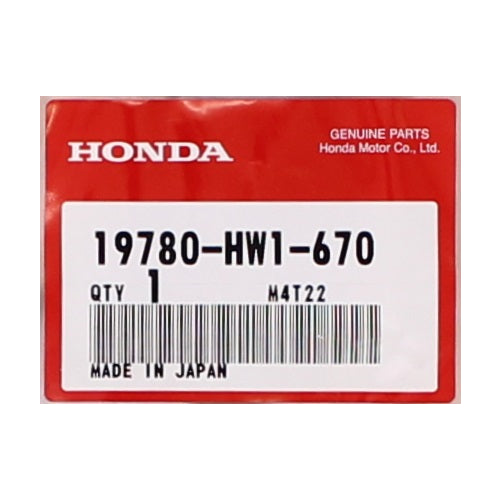 GENUINE PARTS
HONDA
Honda Motor Co., Ltd.
19780-HW1-670
QTY 1 M4T22
MADE IN JAPAN